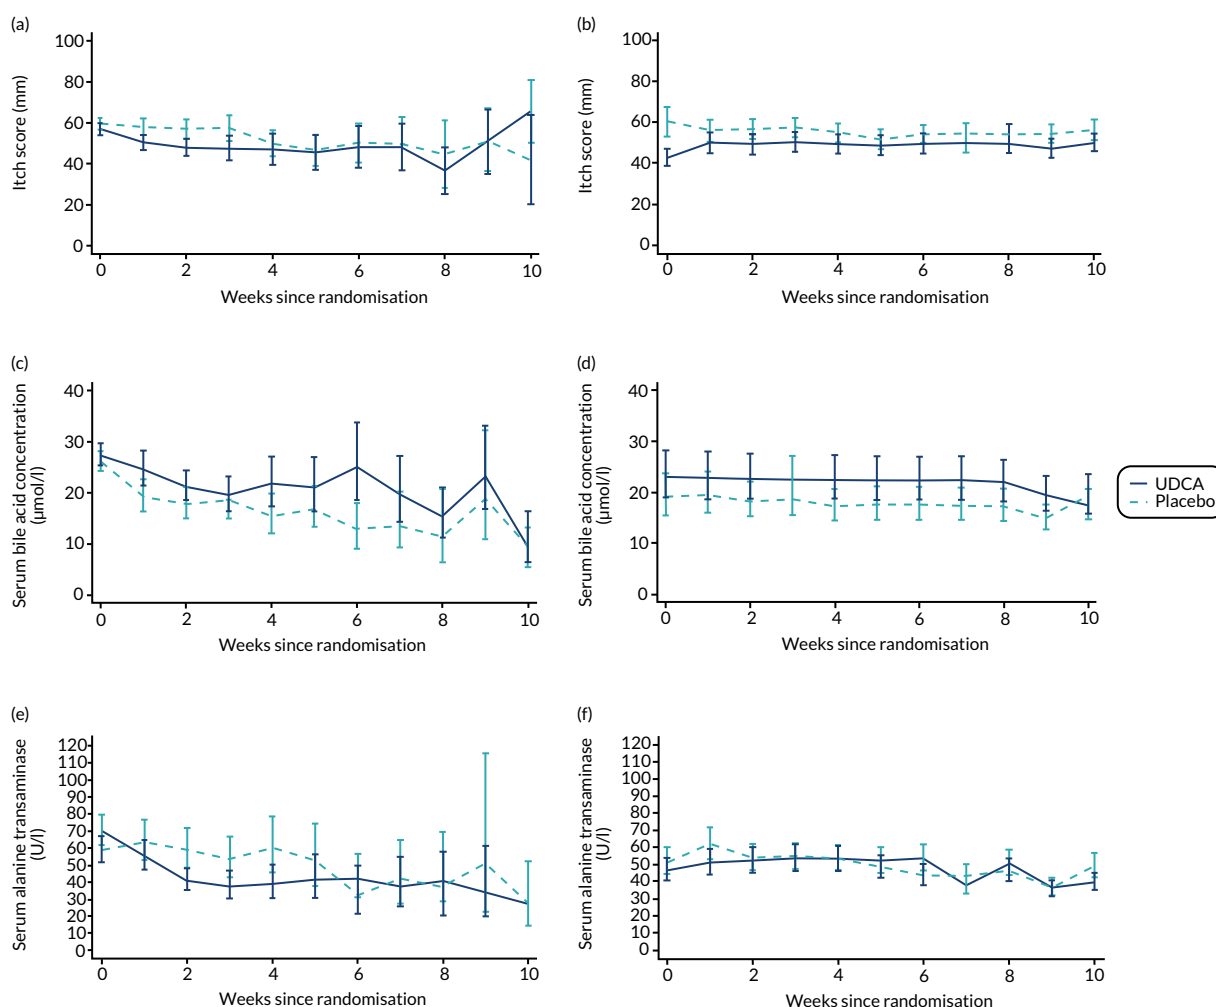 (a)
Itch score (mm)
100
80
60
40
20
0
0 2 4 6 8 10
Weeks since randomisation
(b)
Itch score (mm)
100
80
60
40
20
0
0 2 4 6 8 10
Weeks since randomisation
(c)
Serum bile acid concentration
(µmol/l)
40
30
20
10
0
0 2 4 6 8 10
Weeks since randomisation
(d)
Serum bile acid concentration
(µmol/l)
40
30
20
10
0
0 2 4 6 8 10
Weeks since randomisation
UDCA
Placebo
(e)
Serum alanine transaminase
(U/l)
120
110
100
90
80
70
60
50
40
30
20
10
0
0 2 4 6 8 10
Weeks since randomisation
(f)
Serum alanine transaminase
(U/l)
120
110
100
90
80
70
60
50
40
30
20
10
0
0 2 4 6 8 10
Weeks since randomisation